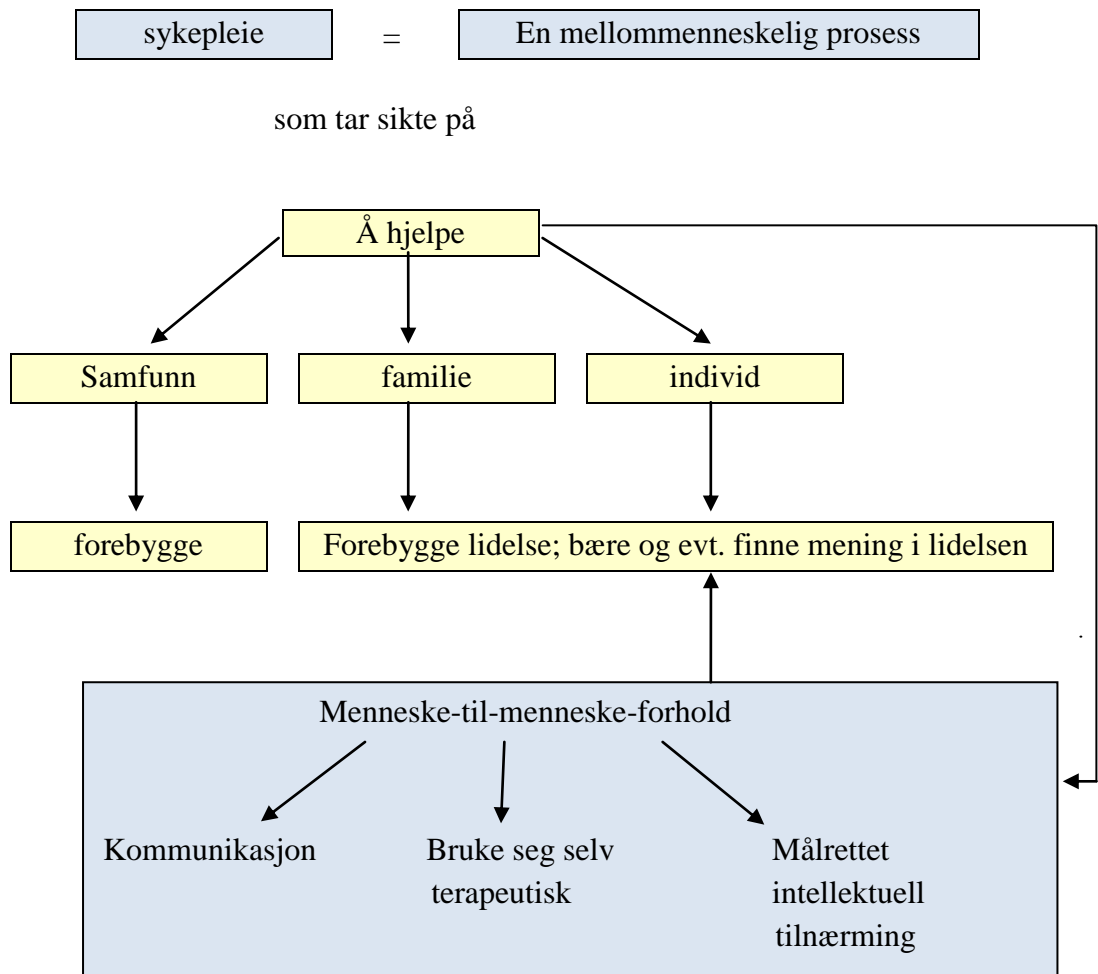 sykepleie = En mellommenneskelig prosess
som tar sikte på
Å hjelpe
Samfunn familie individ
forebygge Forebygge lidelse; bære og evt. finne mening i lidelsen
Menneske-til-menneske-forhold
Kommunikasjon Bruke seg selv Målrettet
terapeutisk intellektuell
tilnærming